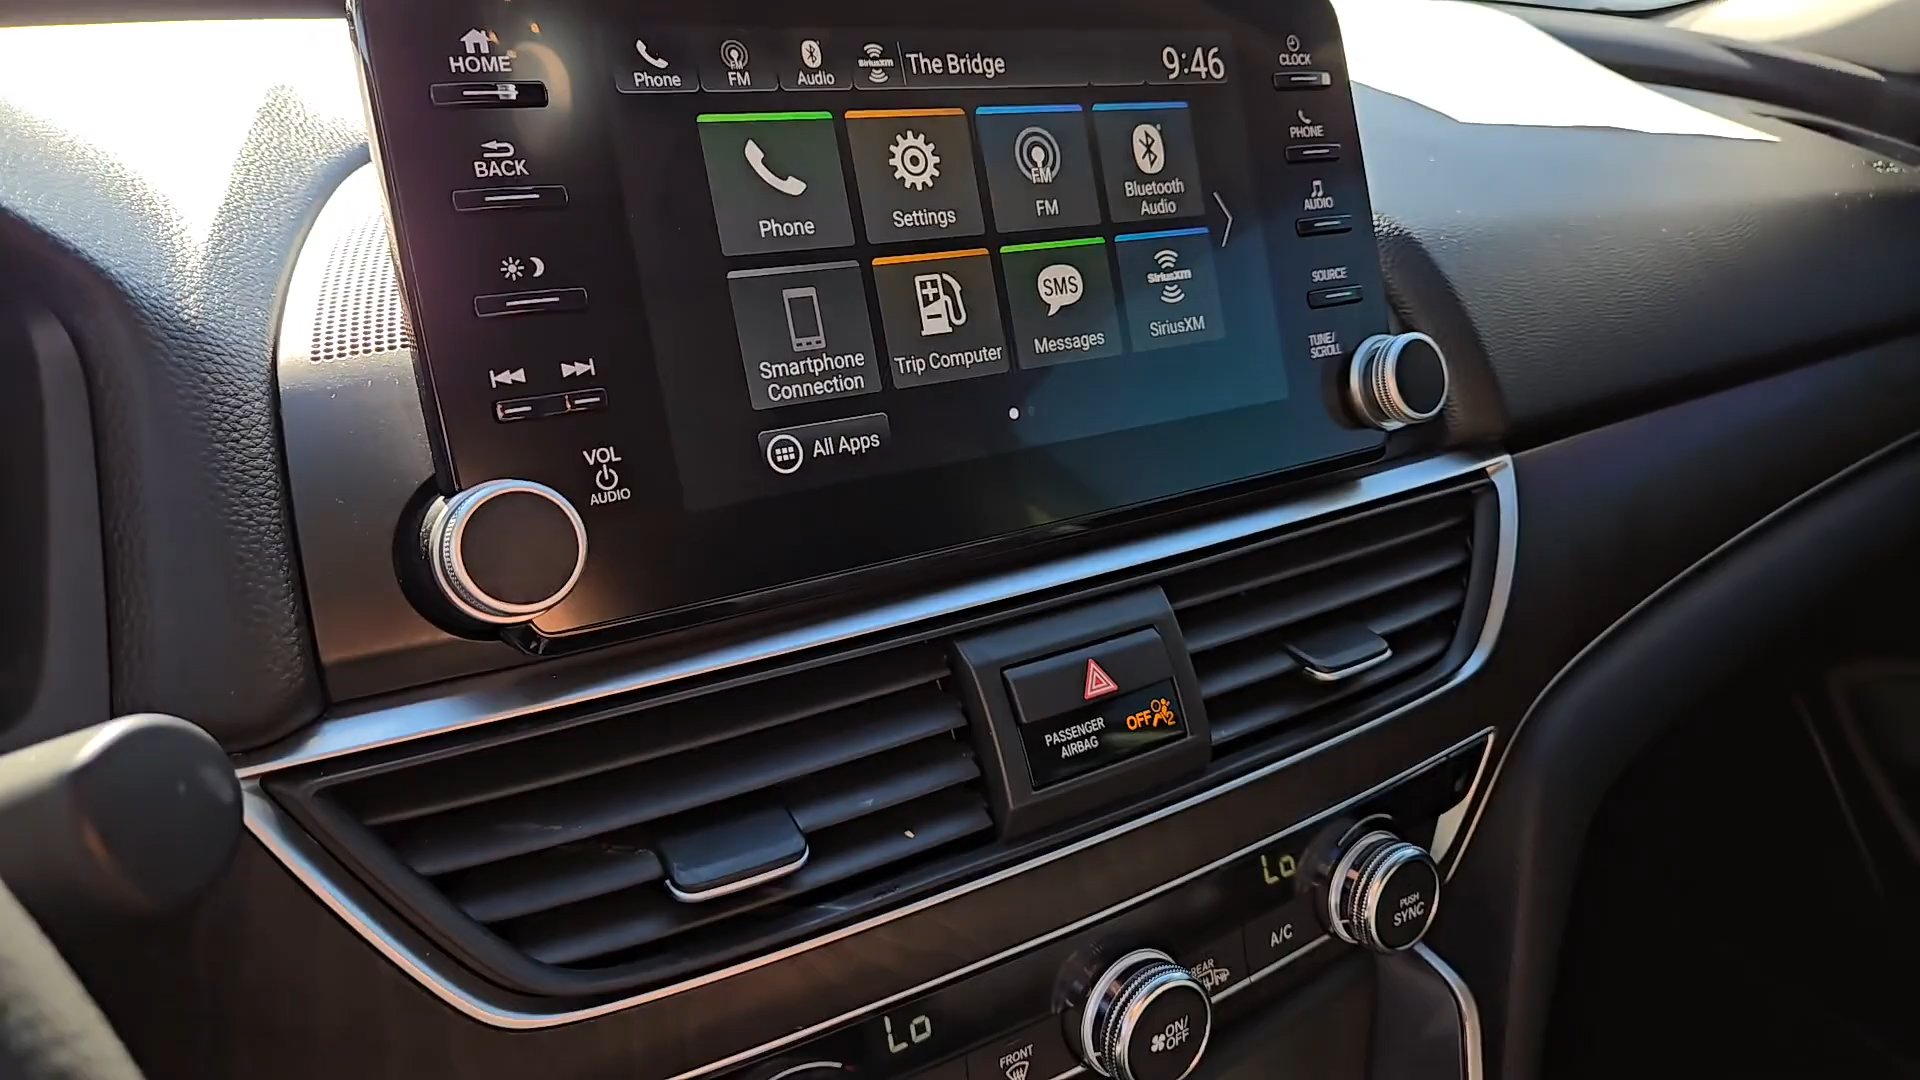 HOME
Phone
FM
FM
Audio
SiriusXM
The Bridge
9:46
CLOCK
BACK
PHONE
AUDIO
SOURCE
TUNE/
SCROLL
VOL
AUDIO
Phone
Settings
FM
FM
Bluetooth
Audio
Smartphone
Connection
Trip Computer
SMS
Messages
SiriusXM
SiriusXM
All Apps
PASSENGER
AIRBAG
OFF
2
Lo
PUSH
SYNC
A/C
REAR
Lo
ON/
OFF
FRONT